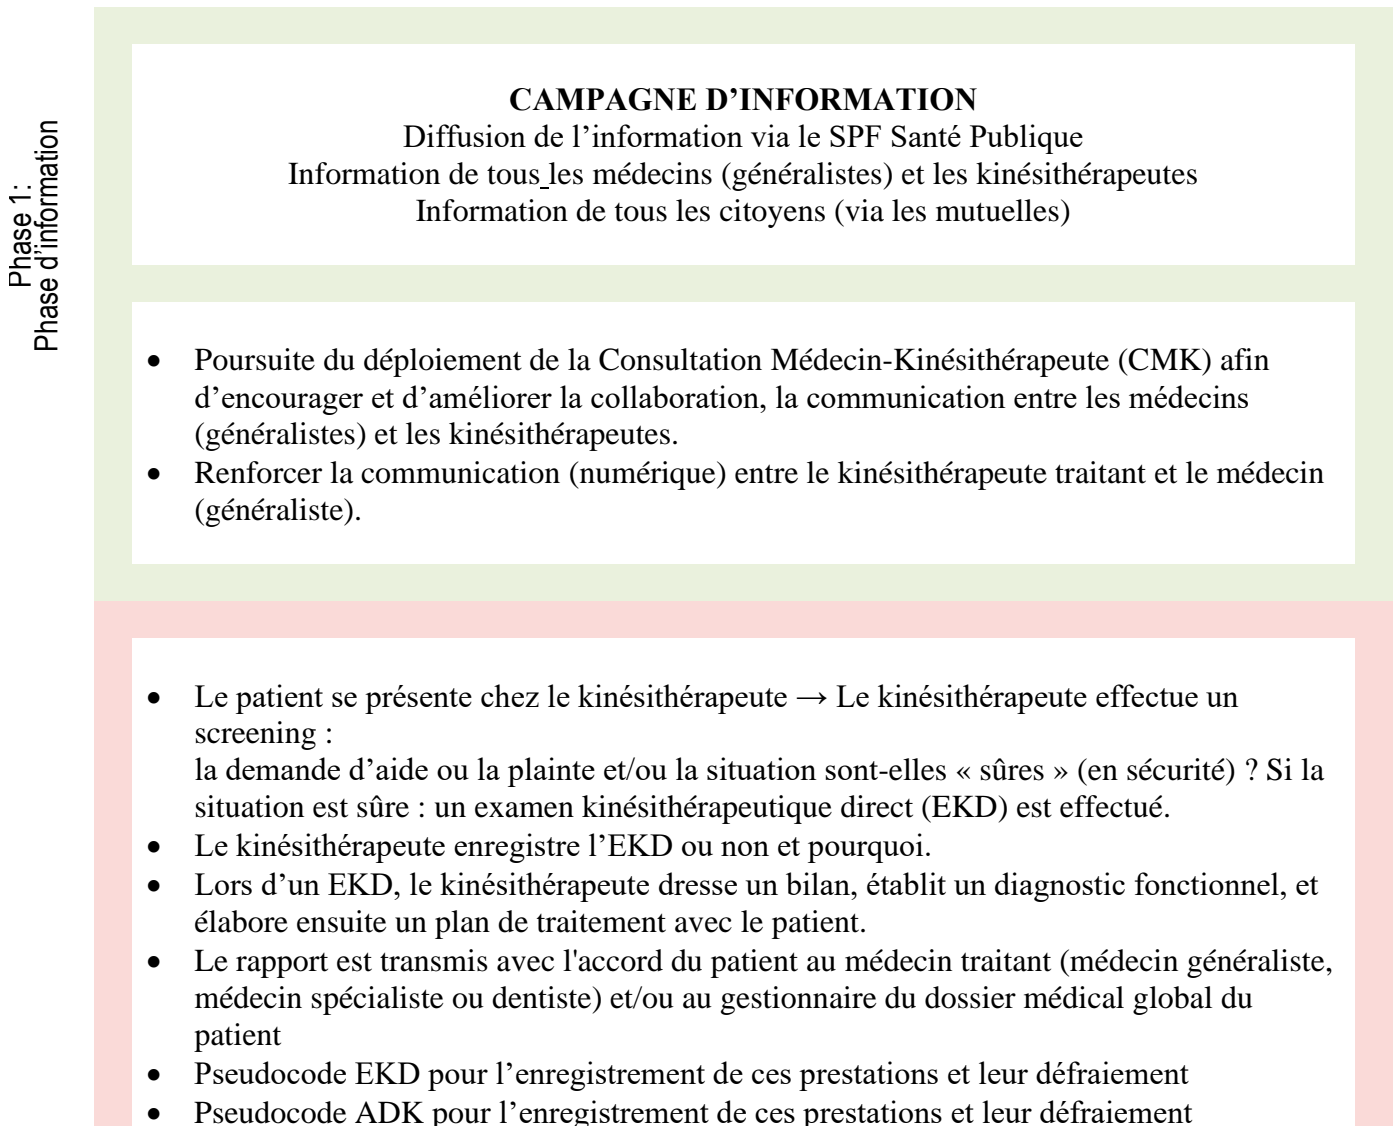 Phase 1:
Phase d’information
CAMPAGNE D’INFORMATION
Diffusion de l’information via le SPF Santé Publique
Information de tous les médecins (généralistes) et les kinésithérapeutes
Information de tous les citoyens (via les mutuelles)
• Poursuite du déploiement de la Consultation Médecin-Kinésithérapeute (CMK) afin
d’encourager et d’améliorer la collaboration, la communication entre les médecins
(généralistes) et les kinésithérapeutes.
• Renforcer la communication (numérique) entre le kinésithérapeute traitant et le médecin
(généraliste).
• Le patient se présente chez le kinésithérapeute → Le kinésithérapeute effectue un
screening :
la demande d’aide ou la plainte et/ou la situation sont-elles « sûres » (en sécurité) ? Si la
situation est sûre : un examen kinésithérapeutique direct (EKD) est effectué.
• Le kinésithérapeute enregistre l’EKD ou non et pourquoi.
• Lors d’un EKD, le kinésithérapeute dresse un bilan, établit un diagnostic fonctionnel, et
élabore ensuite un plan de traitement avec le patient.
• Le rapport est transmis avec l'accord du patient au médecin traitant (médecin généraliste,
médecin spécialiste ou dentiste) et/ou au gestionnaire du dossier médical global du
patient
• Pseudocode EKD pour l’enregistrement de ces prestations et leur défraiement
• Pseudocode ADK pour l’enregistrement de ces prestations et leur défraiement